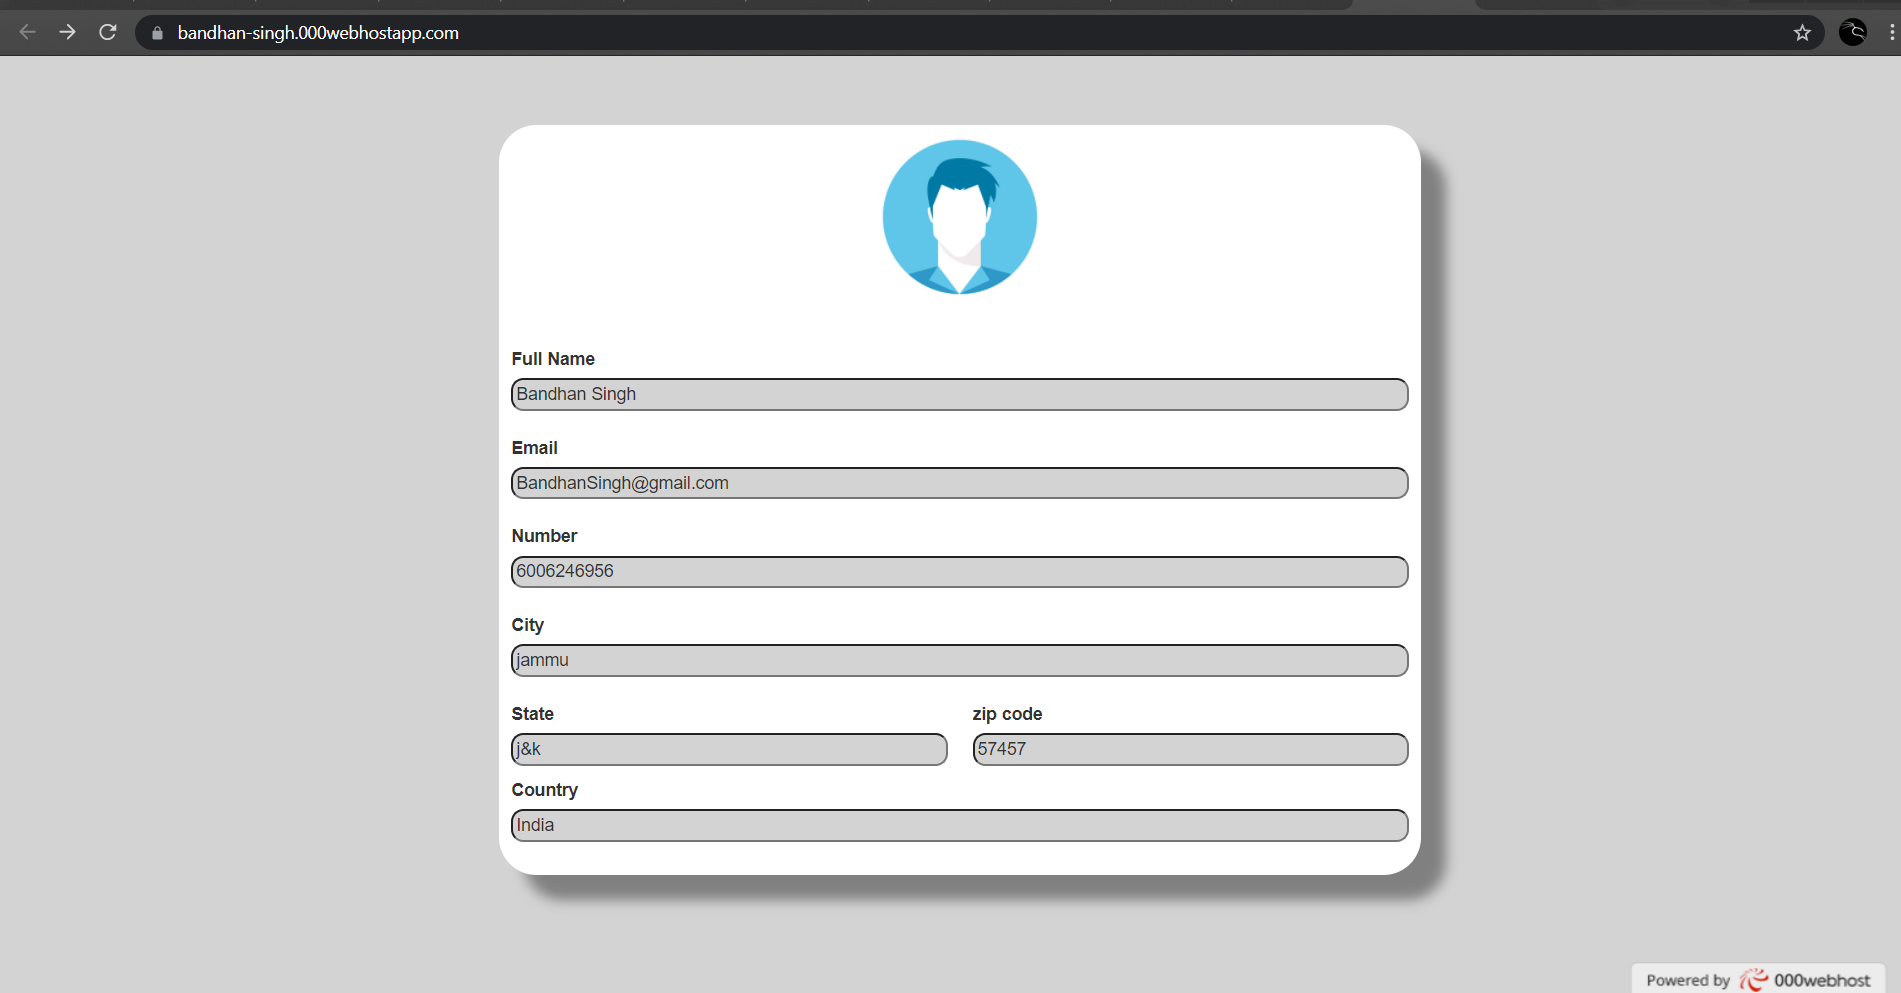 bandhan-singh.000webhostapp.com
Full Name
Bandhan Singh
Email
BandhanSingh@gmail.com
Number
6006246956
City
jammu
State zip code
j&k 57457
Country
India
Powered by 000webhost